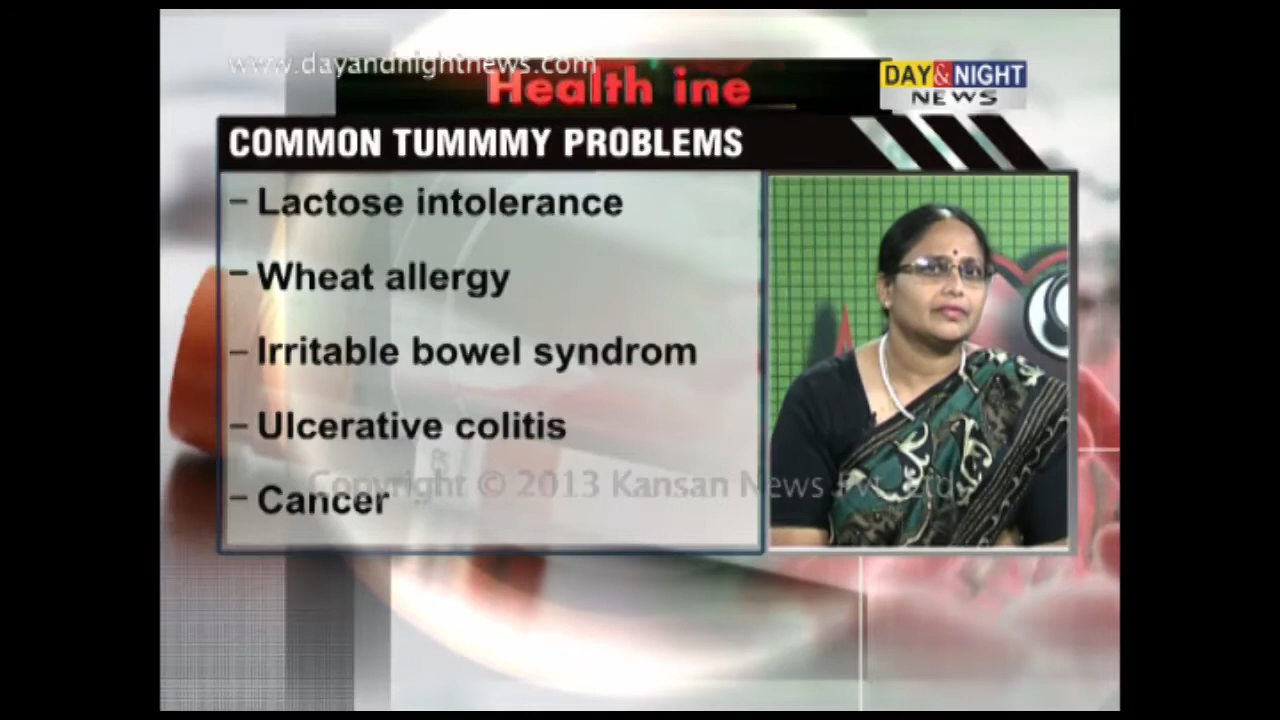 www.dayandnightnews.com
Health ine
DAY&NIGHT
NEWS
COMMON TUMMMY PROBLEMS
– Lactose intolerance
– Wheat allergy
– Irritable bowel syndrom
– Ulcerative colitis
– Cancer
Copyright © 2013 Kansan News Pvt. Ltd.